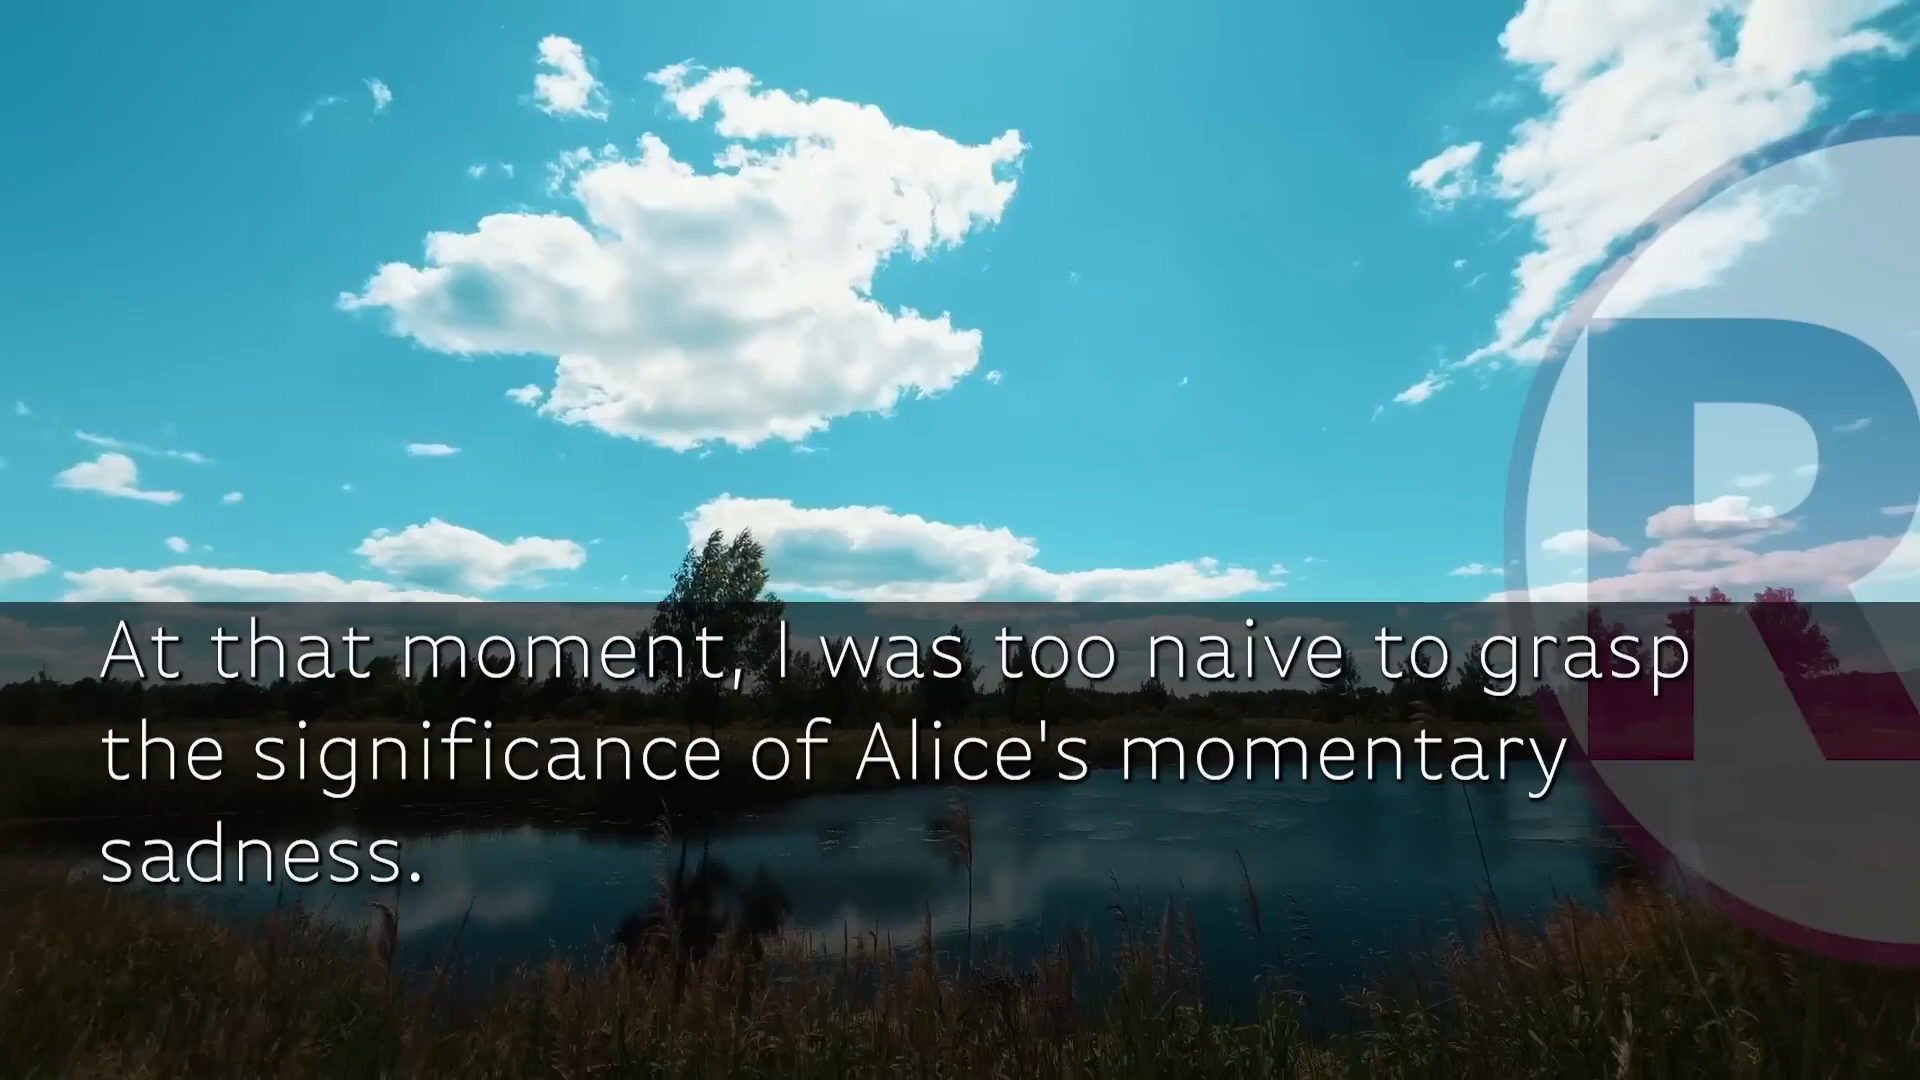 At that moment, I was too naive to grasp
the significance of Alice's momentary
sadness.
R